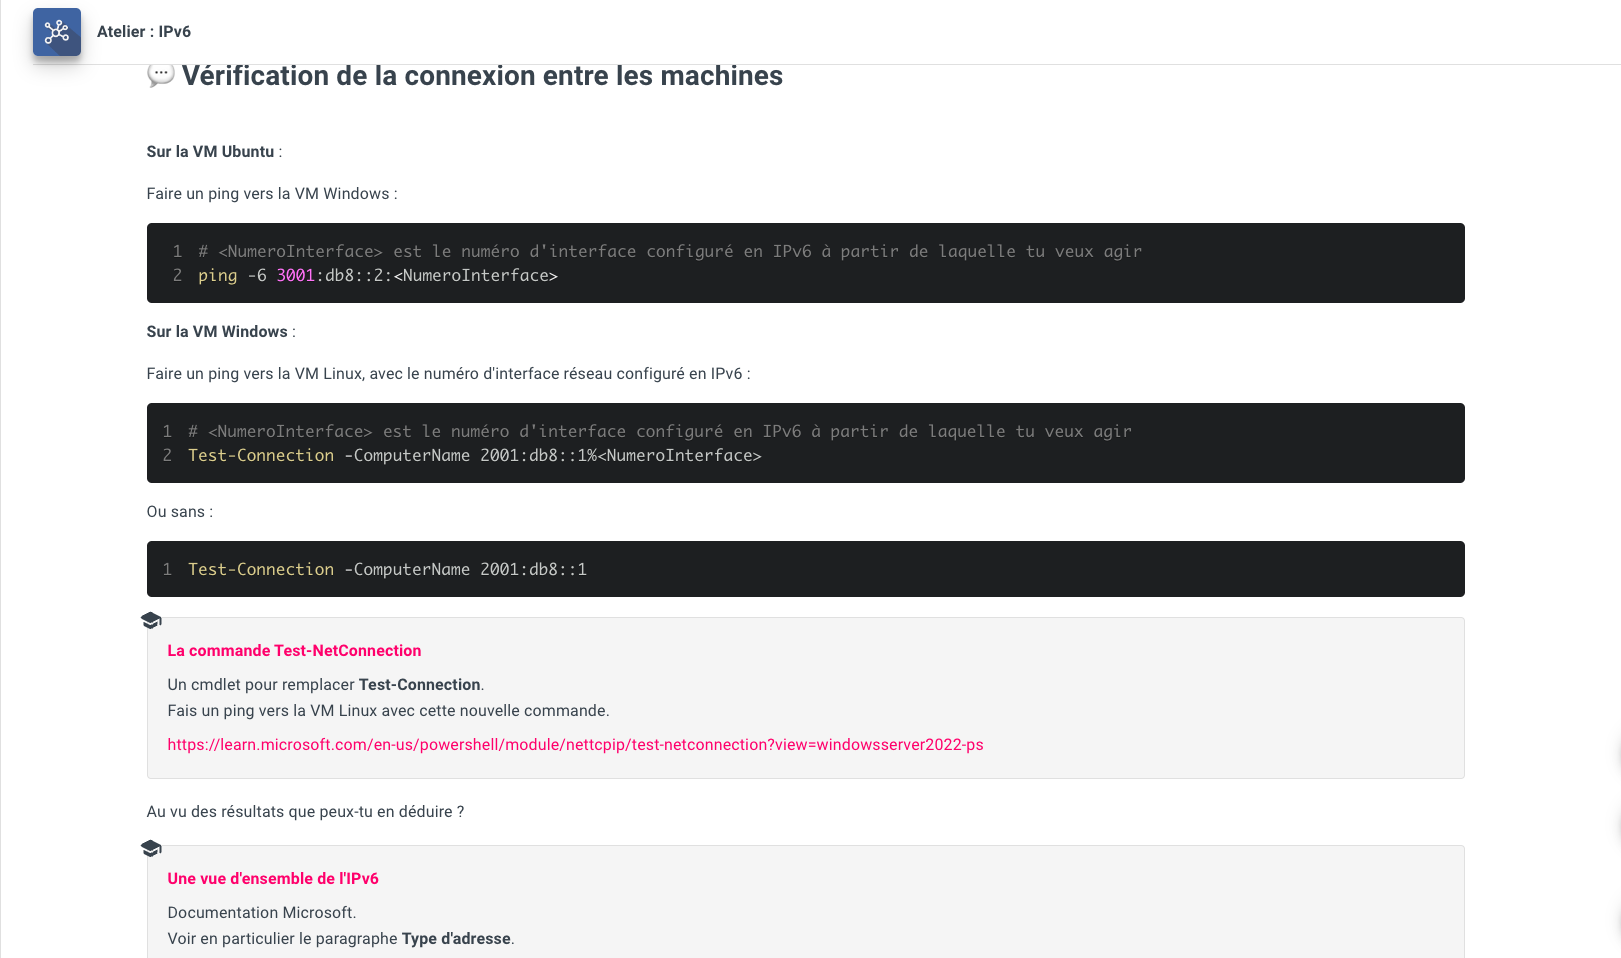 Atelier : IPv6
Vérification de la connexion entre les machines
Sur la VM Ubuntu :
Faire un ping vers la VM Windows :
1 # <NumeroInterface> est le numéro d'interface configuré en IPv6 à partir de laquelle tu veux agir
2 ping -6 3001:db8::2:<NumeroInterface>
Sur la VM Windows :
Faire un ping vers la VM Linux, avec le numéro d'interface réseau configuré en IPv6 :
1 # <NumeroInterface> est le numéro d'interface configuré en IPv6 à partir de laquelle tu veux agir
2 Test-Connection -ComputerName 2001:db8::1%<NumeroInterface>
Ou sans :
1 Test-Connection -ComputerName 2001:db8::1
La commande Test-NetConnection
Un cmdlet pour remplacer Test-Connection.
Fais un ping vers la VM Linux avec cette nouvelle commande.
https://learn.microsoft.com/en-us/powershell/module/nettcpip/test-netconnection?view=windowsserver2022-ps
Au vu des résultats que peux-tu en déduire ?
Une vue d'ensemble de l'IPv6
Documentation Microsoft.
Voir en particulier le paragraphe Type d'adresse.